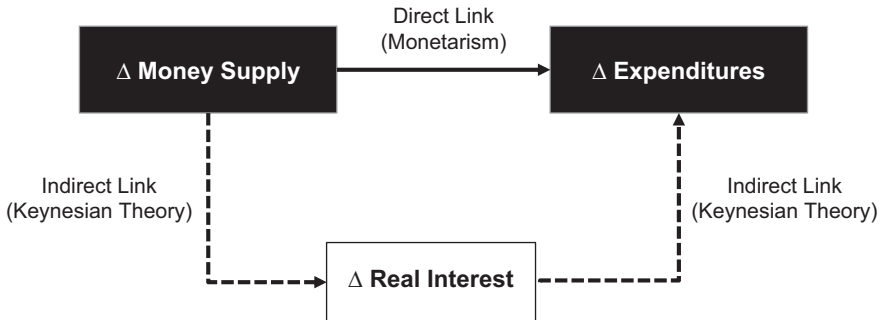 Direct Link
(Monetarism)
Δ Money Supply
Δ Expenditures
Indirect Link
(Keynesian Theory)
Indirect Link
(Keynesian Theory)
Δ Real Interest